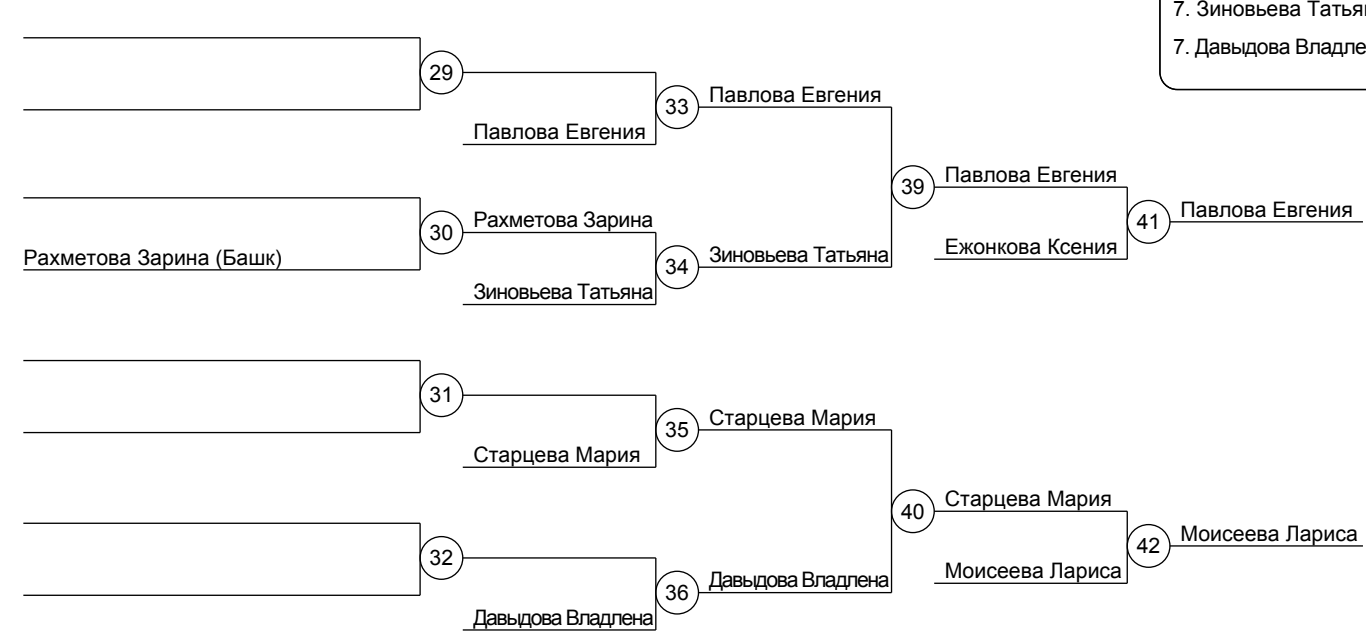 7. Зиновьева
7. Давыдова
29
33
Павлова Евгения
Павлова Евгения
39
Павлова Евгения
41
Павлова Евгения
30
Рахметова Зарина
Рахметова Зарина (Башк)
34
Зиновьева Татьяна
Ежонкова Ксения
Зиновьева Татьяна
31
35
Старцева Мария
Старцева Мария
40
Старцева Мария
42
Моисеева Лариса
32
36
Давыдова Владлена
Моисеева Лариса
Давыдова Владлена